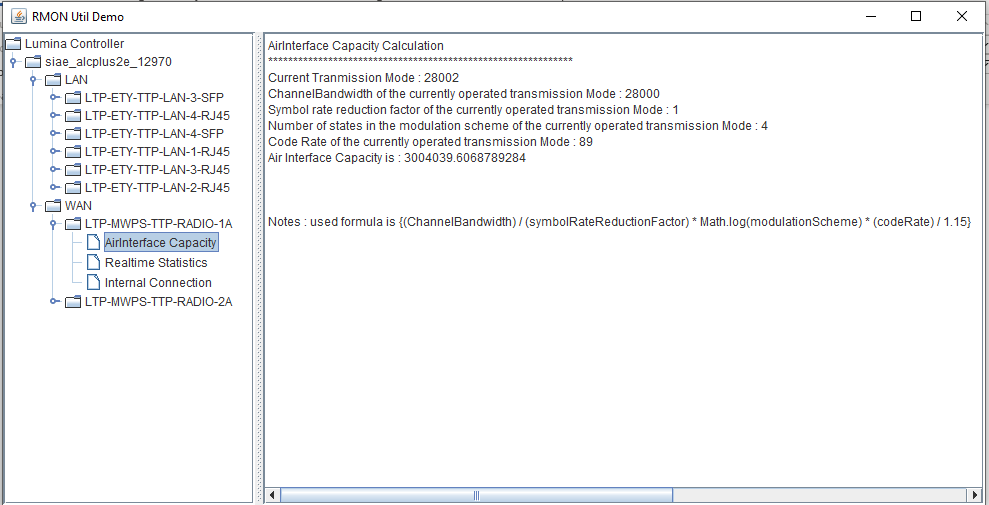 RMON Util Demo
Lumina Controller
siae_alcplus2e_12970
LAN
LTP-ETY-TTP-LAN-3-SFP
LTP-ETY-TTP-LAN-4-RJ45
LTP-ETY-TTP-LAN-4-SFP
LTP-ETY-TTP-LAN-1-RJ45
LTP-ETY-TTP-LAN-3-RJ45
LTP-ETY-TTP-LAN-2-RJ45
WAN
LTP-MWPS-TTP-RADIO-1A
AirInterface Capacity
Realtime Statistics
Internal Connection
LTP-MWPS-TTP-RADIO-2A
AirInterface Capacity Calculation
*************************************************************
Current Tranmission Mode : 28002
ChannelBandwidth of the currently operated transmission Mode : 28000
Symbol rate reduction factor of the currently operated transmission Mode : 1
Number of states in the modulation scheme of the currently operated transmission Mode : 4
Code Rate of the currently operated transmission Mode : 89
Air Interface Capacity is : 3004039.6068789284
Notes : used formula is {(ChannelBandwidth) / (symbolRateReductionFactor) * Math.log(modulationScheme) * (codeRate) / 1.15}